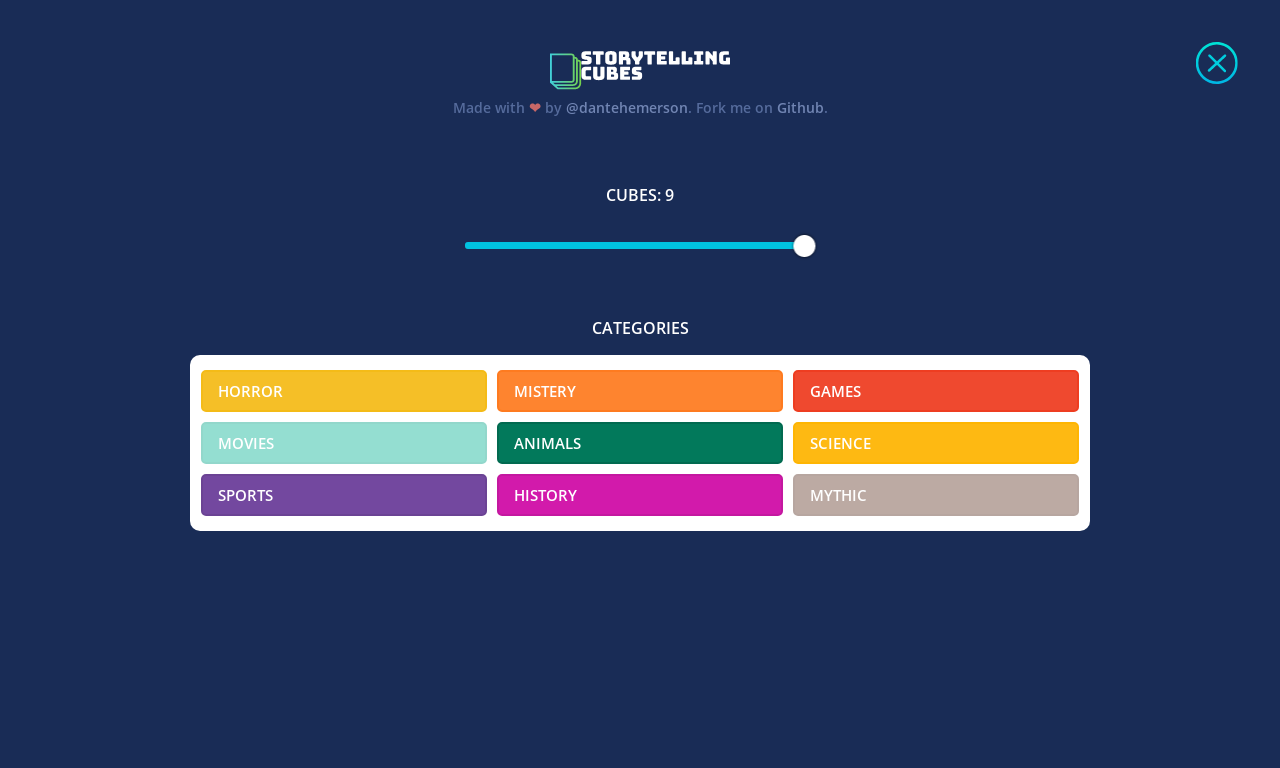 STORYTELLING
CUBES
Made with ❤ by @dantehemerson. Fork me on Github.
CUBES: 9
CATEGORIES
HORROR
MISTERY
GAMES
MOVIES
ANIMALS
SCIENCE
SPORTS
HISTORY
MYTHIC